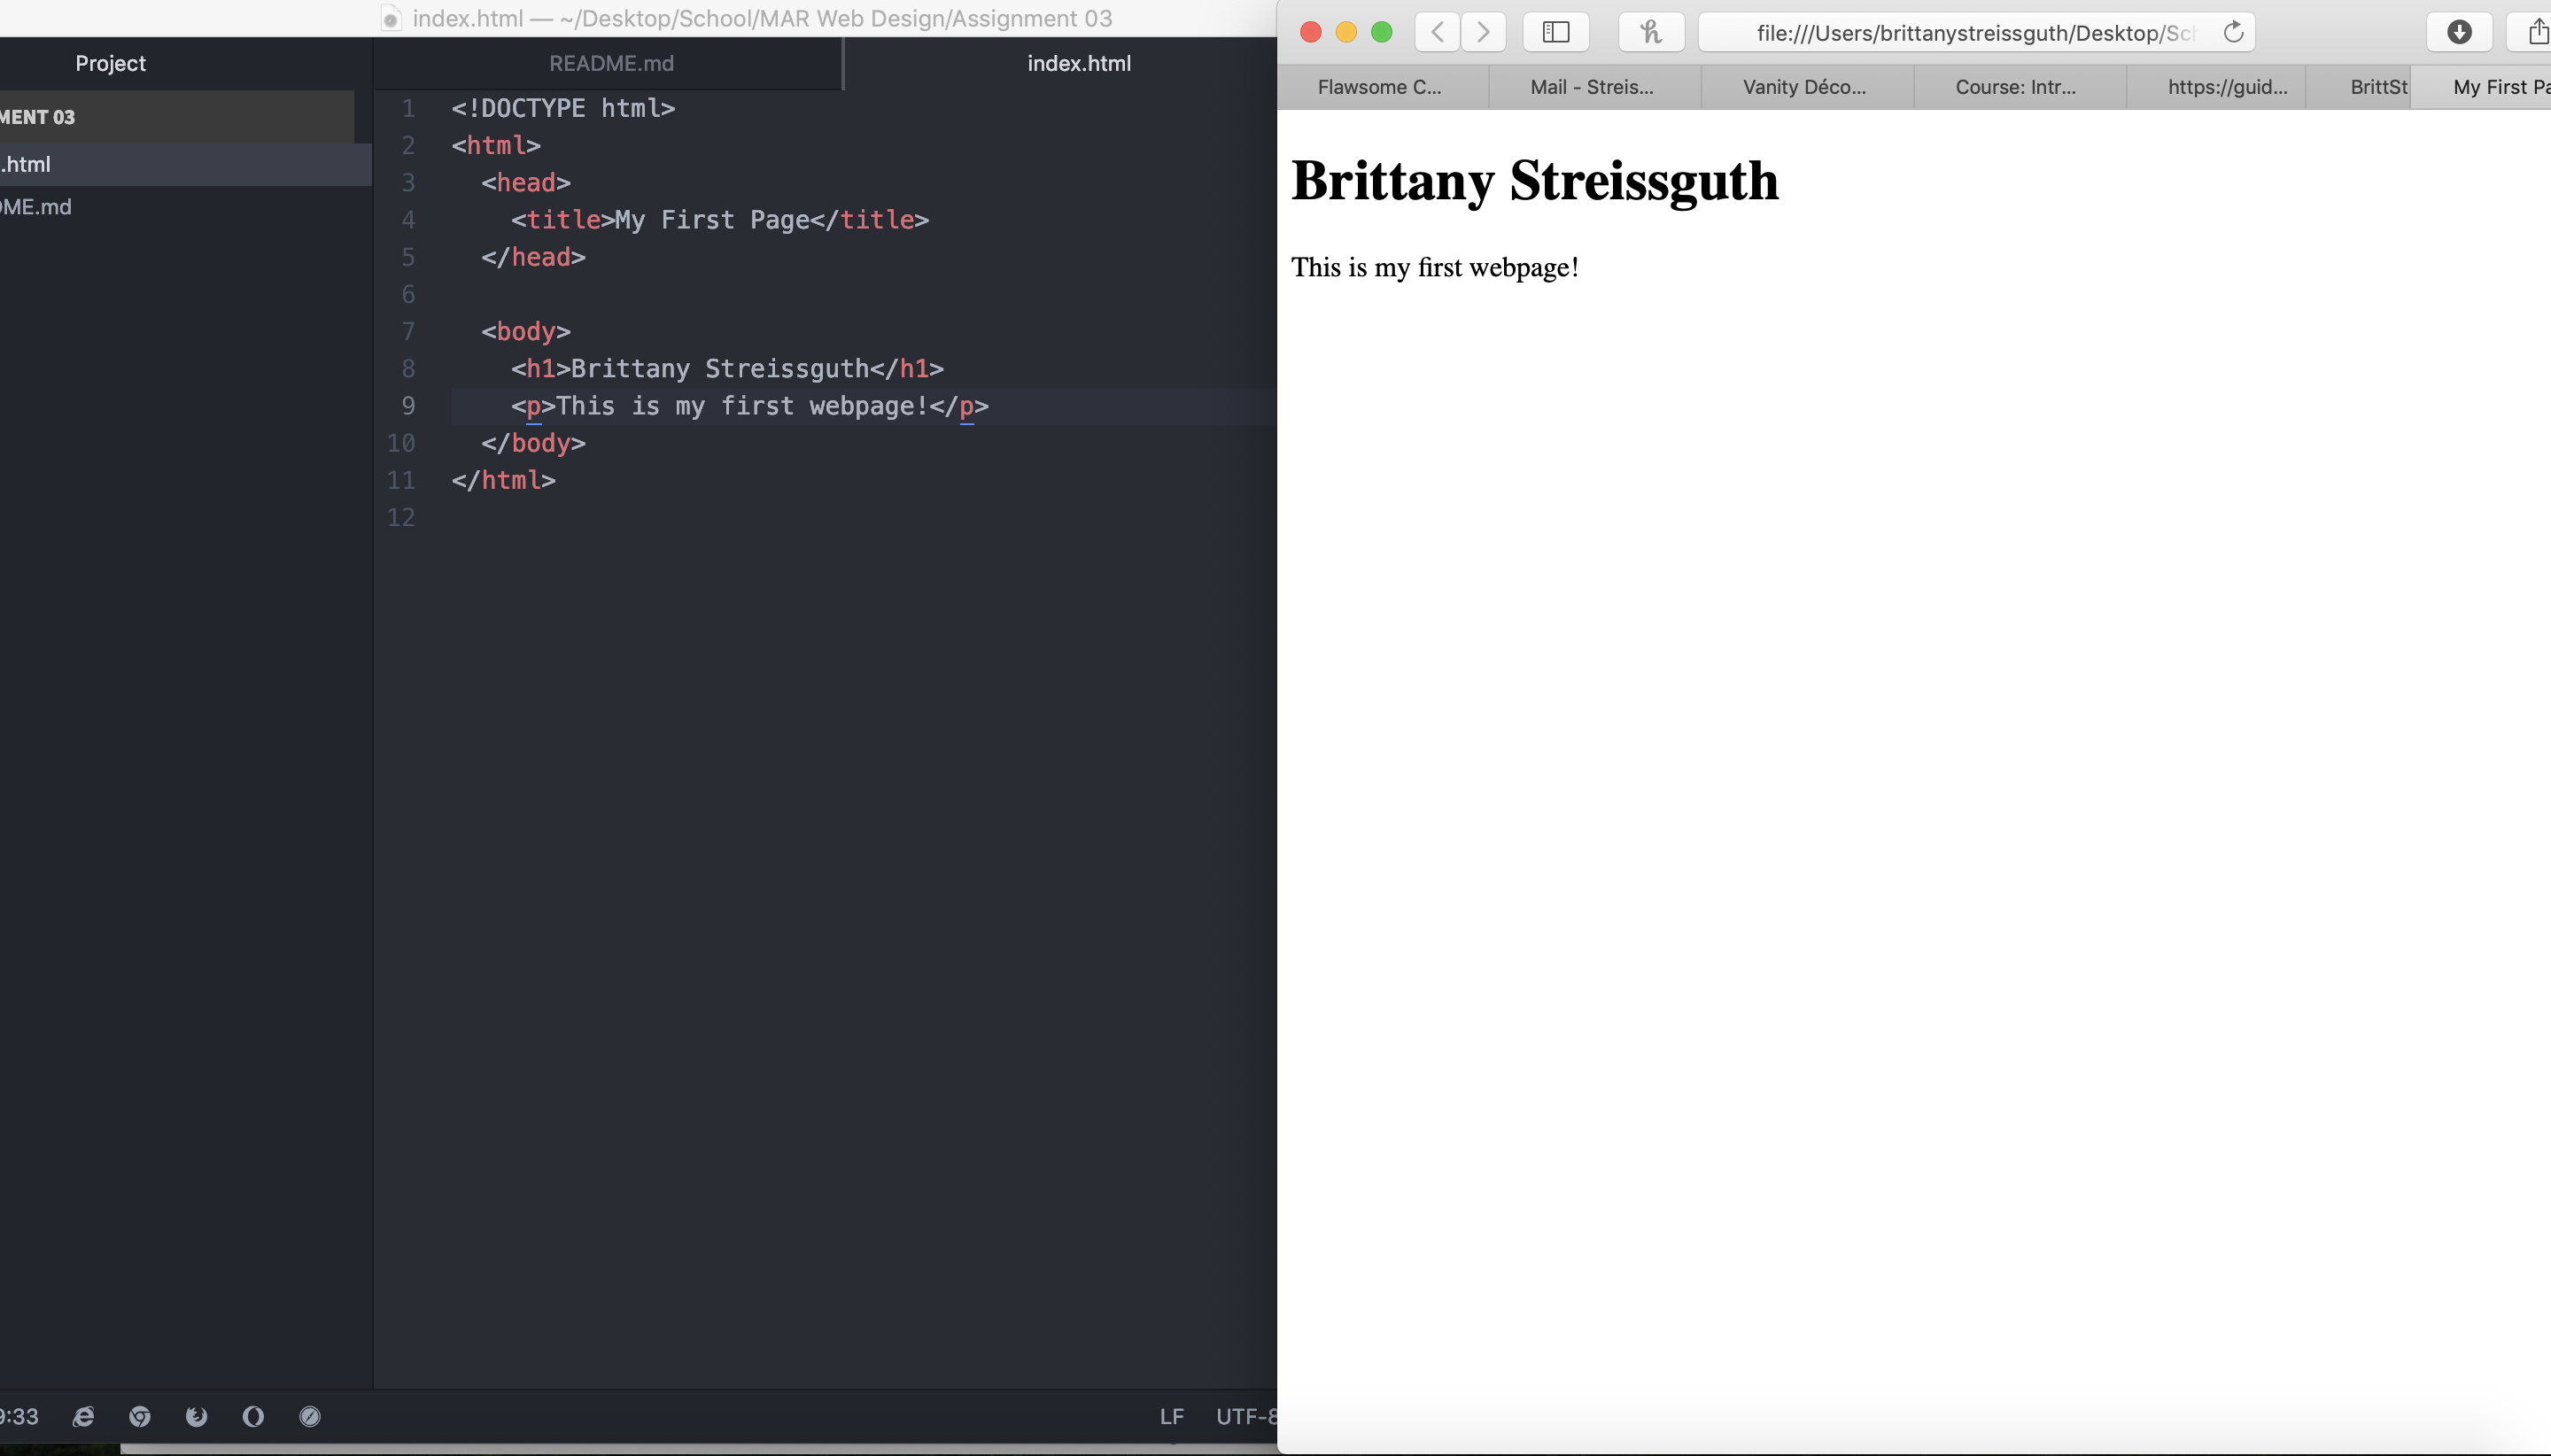 index.html — ~/Desktop/School/MAR Web Design/Assignment 03
Project
MENT 03
.html
ME.md
README.md
index.html
1 <!DOCTYPE html>
2 <html>
3   <head>
4     <title>My First Page</title>
5   </head>
6
7   <body>
8     <h1>Brittany Streissguth</h1>
9     <p>This is my first webpage!</p>
10   </body>
11 </html>
12
9:33
LF UTF-8
file:///Users/brittanystreissguth/Desktop/Sch
Flawsome C... Mail - Streis... Vanity Déco... Course: Intr... https://guid... BrittSt My First Pa
Brittany Streissguth
This is my first webpage!